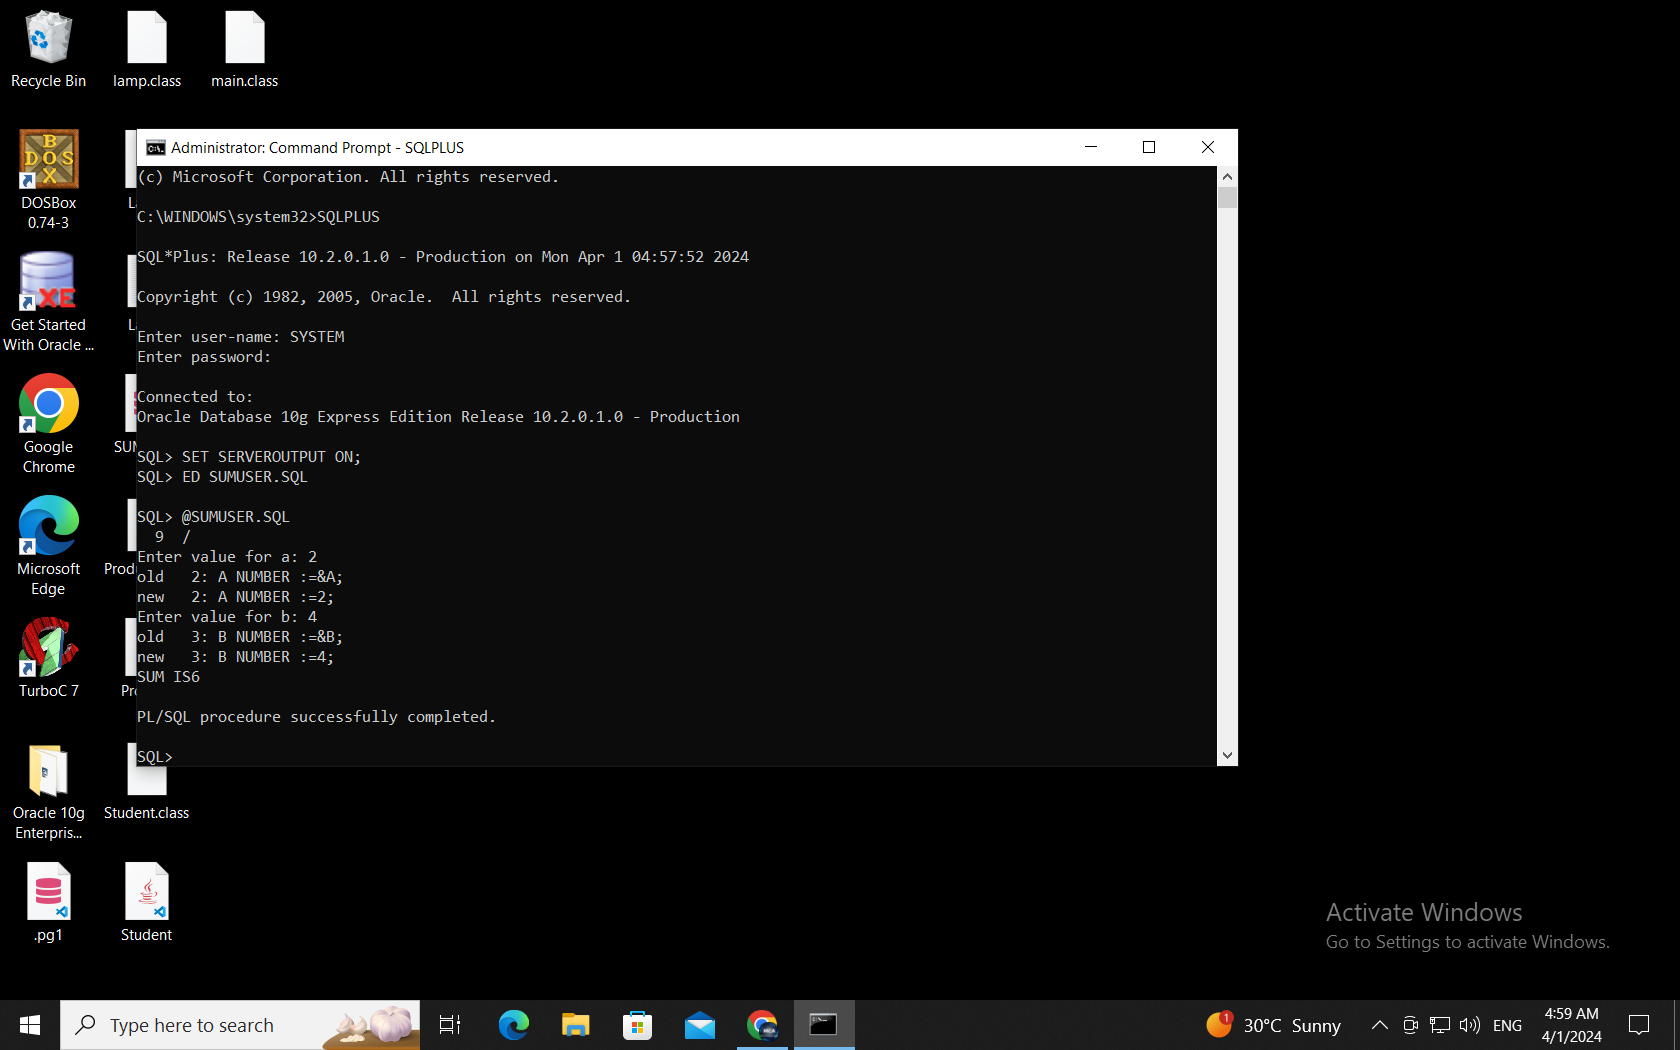 Recycle Bin
lamp.class
main.class
DOSBox
0.74-3
Get Started
With Oracle ...
Google
Chrome
Microsoft
Edge
TurboC 7
Oracle 10g
Enterpris...
Student.class
.pg1
Student
Administrator: Command Prompt - SQLPLUS
(c) Microsoft Corporation. All rights reserved.
C:\WINDOWS\system32>SQLPLUS
SQL*Plus: Release 10.2.0.1.0 - Production on Mon Apr 1 04:57:52 2024
Copyright (c) 1982, 2005, Oracle.  All rights reserved.
Enter user-name: SYSTEM
Enter password:
Connected to:
Oracle Database 10g Express Edition Release 10.2.0.1.0 - Production
SQL> SET SERVEROUTPUT ON;
SQL> ED SUMUSER.SQL
SQL> @SUMUSER.SQL
  9  /
Enter value for a: 2
old   2: A NUMBER :=&A;
new   2: A NUMBER :=2;
Enter value for b: 4
old   3: B NUMBER :=&B;
new   3: B NUMBER :=4;
SUM IS6
PL/SQL procedure successfully completed.
SQL>
Activate Windows
Go to Settings to activate Windows.
Type here to search
1
30°C Sunny
ENG
4:59 AM
4/1/2024